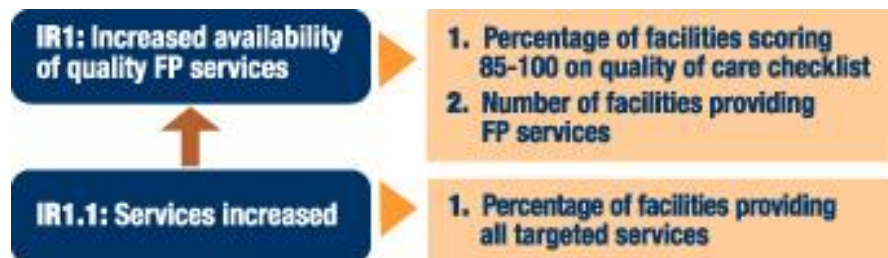 IR1: Increased availability
of quality FP services
1. Percentage of facilities scoring
85-100 on quality of care checklist
2. Number of facilities providing
FP services
IR1.1: Services increased
1. Percentage of facilities providing
all targeted services